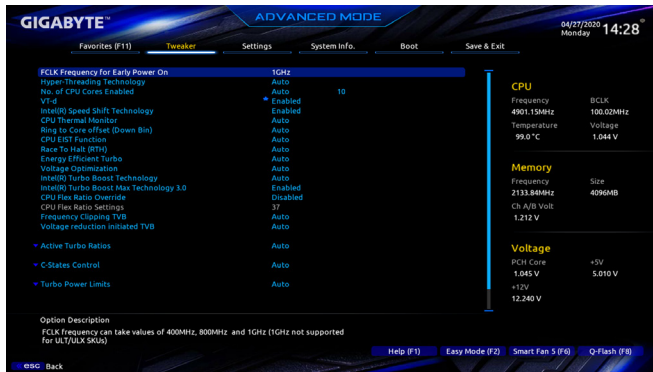 GIGABYTE™
ADVANCED MODE
04/27/2020
Monday 14:28
Favorites (F11) Tweaker Settings System Info. Boot Save & Exit
FCLK Frequency for Early Power On 1GHz
Hyper-Threading Technology Auto
No. of CPU Cores Enabled Auto 10
VT-d * Enabled
Intel(R) Speed Shift Technology Auto
CPU Thermal Monitor Auto
Ring to Core offset (Down Bin) Auto
CPU EIST Function Auto
Race To Halt (RTH) Auto
Energy Efficient Turbo Auto
Voltage Optimization Auto
Intel(R) Turbo Boost Technology Auto
Intel(R) Turbo Boost Max Technology 3.0 Enabled
CPU Flex Ratio Override Disabled
CPU Flex Ratio Settings 37
Frequency Clipping TVB Auto
Voltage reduction initiated TVB Auto
Active Turbo Ratios Auto
C-States Control Auto
Turbo Power Limits Auto
CPU
Frequency BCLK
4901.15MHz 100.02MHz
Temperature Voltage
99.0 °C 1.044 V
Memory
Frequency Size
2133.84MHz 4096MB
Ch A/B Volt
1.212 V
Voltage
PCH Core +5V
1.045 V 5.010 V
+12V
12.240 V
Option Description
FCLK frequency can take values of 400MHz, 800MHz and 1GHz (1GHz not supported
for ULT/ULX SKUs)
Help (F1) Easy Mode (F2) Smart Fan 5 (F6) Q-Flash (F8)
esc Back